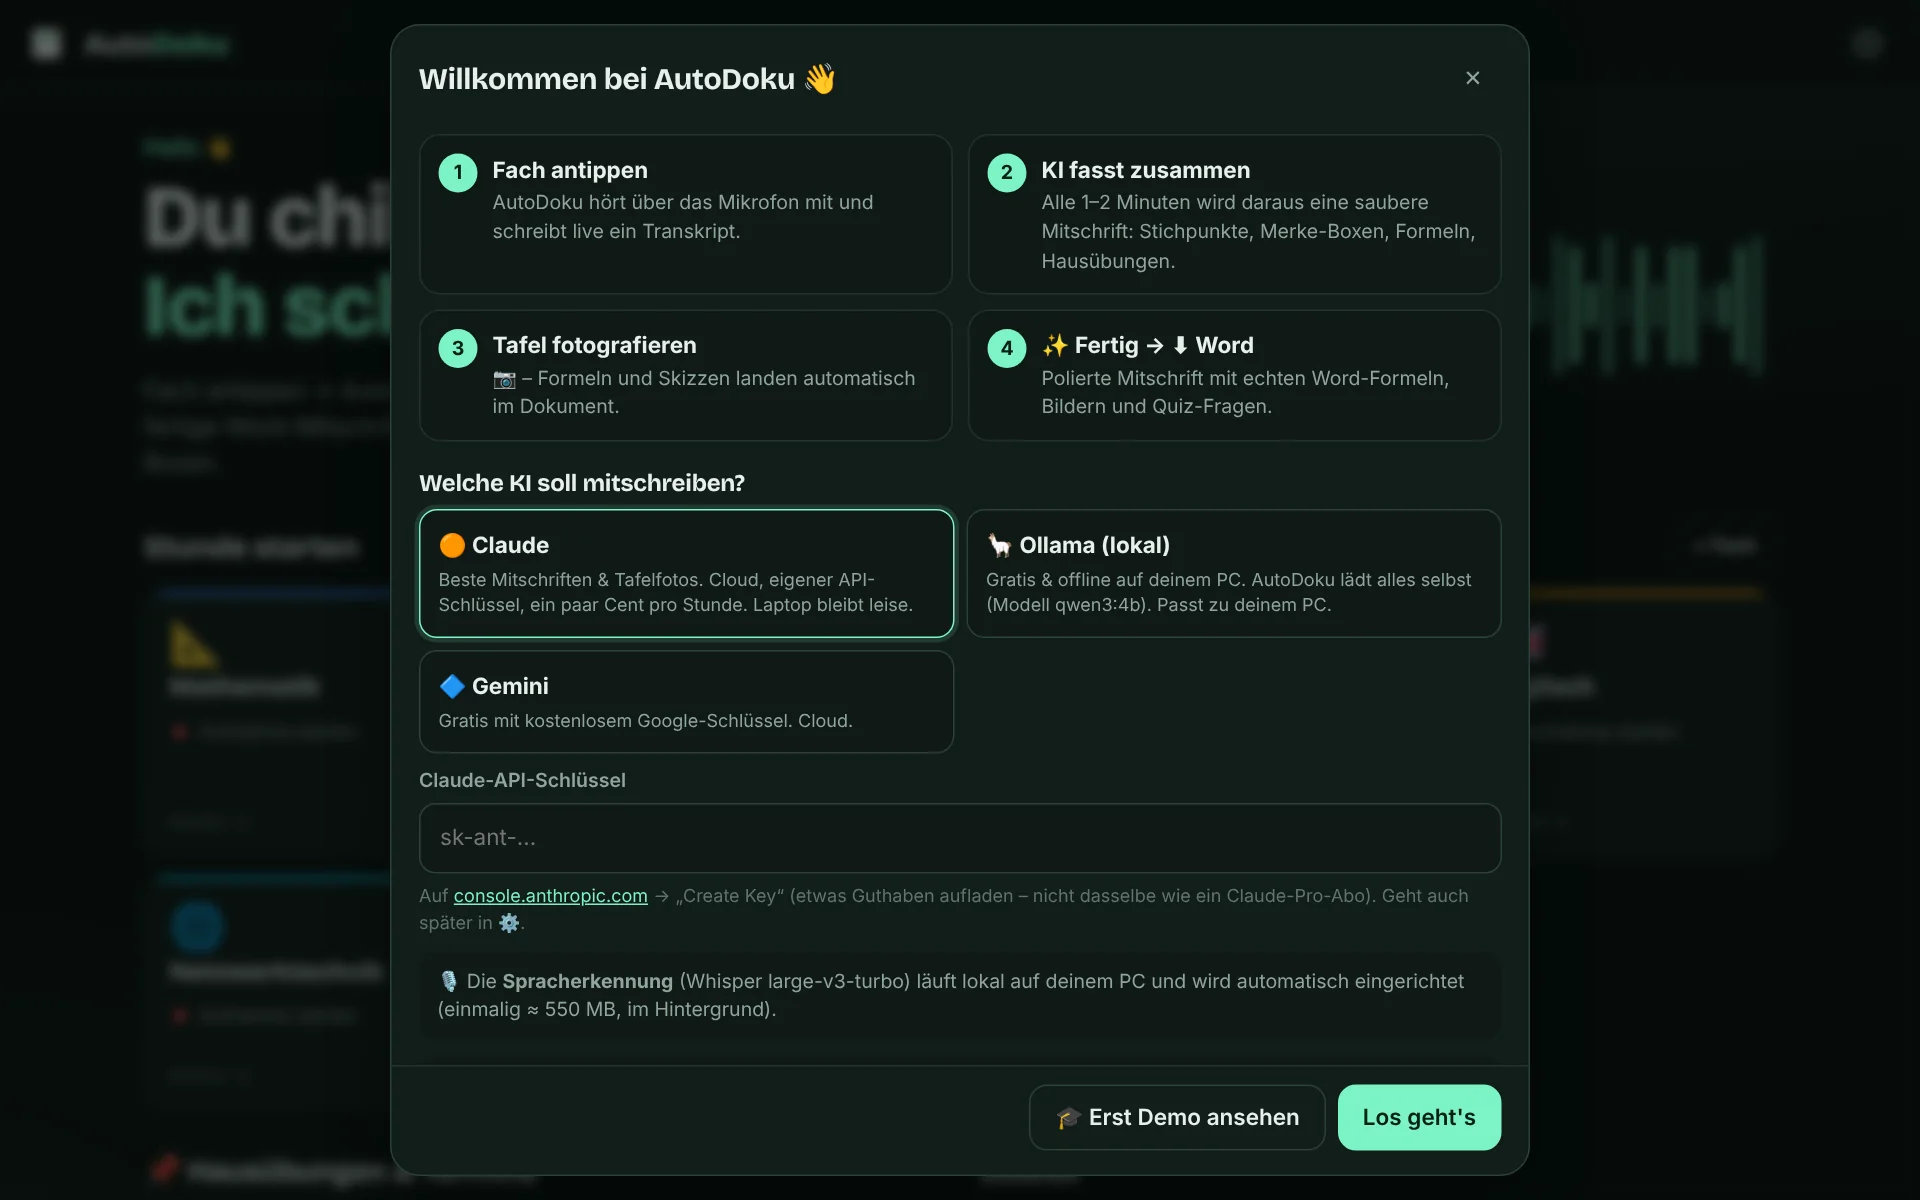 AutoDoku
Willkommen bei AutoDoku 👋
×
Du chi
Ich sch
1
Fach antippen
AutoDoku hört über das Mikrofon mit und
schreibt live ein Transkript.
2
KI fasst zusammen
Alle 1–2 Minuten wird daraus eine saubere
Mitschrift: Stichpunkte, Merke-Boxen, Formeln,
Hausübungen.
3
Tafel fotografieren
📷 – Formeln und Skizzen landen automatisch
im Dokument.
4
✨ Fertig → ⬇ Word
Polierte Mitschrift mit echten Word-Formeln,
Bildern und Quiz-Fragen.
Welche KI soll mitschreiben?
🟠 Claude
Beste Mitschriften & Tafelfotos. Cloud, eigener API-
Schlüssel, ein paar Cent pro Stunde. Laptop bleibt leise.
🦙 Ollama (lokal)
Gratis & offline auf deinem PC. AutoDoku lädt alles selbst
(Modell qwen3:4b). Passt zu deinem PC.
🔷 Gemini
Gratis mit kostenlosem Google-Schlüssel. Cloud.
Stunde starten
Mathematik
Claude-API-Schlüssel
sk-ant-...
Auf console.anthropic.com → „Create Key“ (etwas Guthaben aufladen – nicht dasselbe wie ein Claude-Pro-Abo). Geht auch
später in ⚙️.
🎙️ Die Spracherkennung (Whisper large-v3-turbo) läuft lokal auf deinem PC und wird automatisch eingerichtet
(einmalig ≈ 550 MB, im Hintergrund).
🎓 Erst Demo ansehen
Los geht's